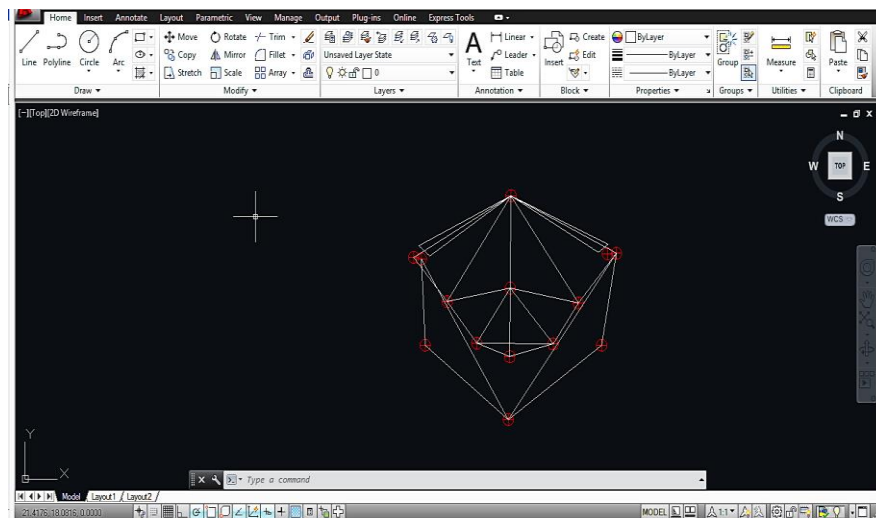 Home Insert Annotate Layout Parametric View Manage Output Plug-ins Online Express Tools
Line Polyline Circle Arc
Move Rotate Trim
Copy Mirror Fillet
Stretch Scale Array
Unsaved Layer State
0
Text
Linear
Leader
Table
Insert
Create
Edit
ByLayer
ByLayer
ByLayer
Group
Measure
Paste
Draw Modify Layers Annotation Block Properties Groups Utilities Clipboard
[−][Top][2D Wireframe]
N
W TOP E
S
WCS
Y
X
Type a command
Model Layout1 Layout2
21.4176, 18.0816, 0.0000 MODEL 1:1